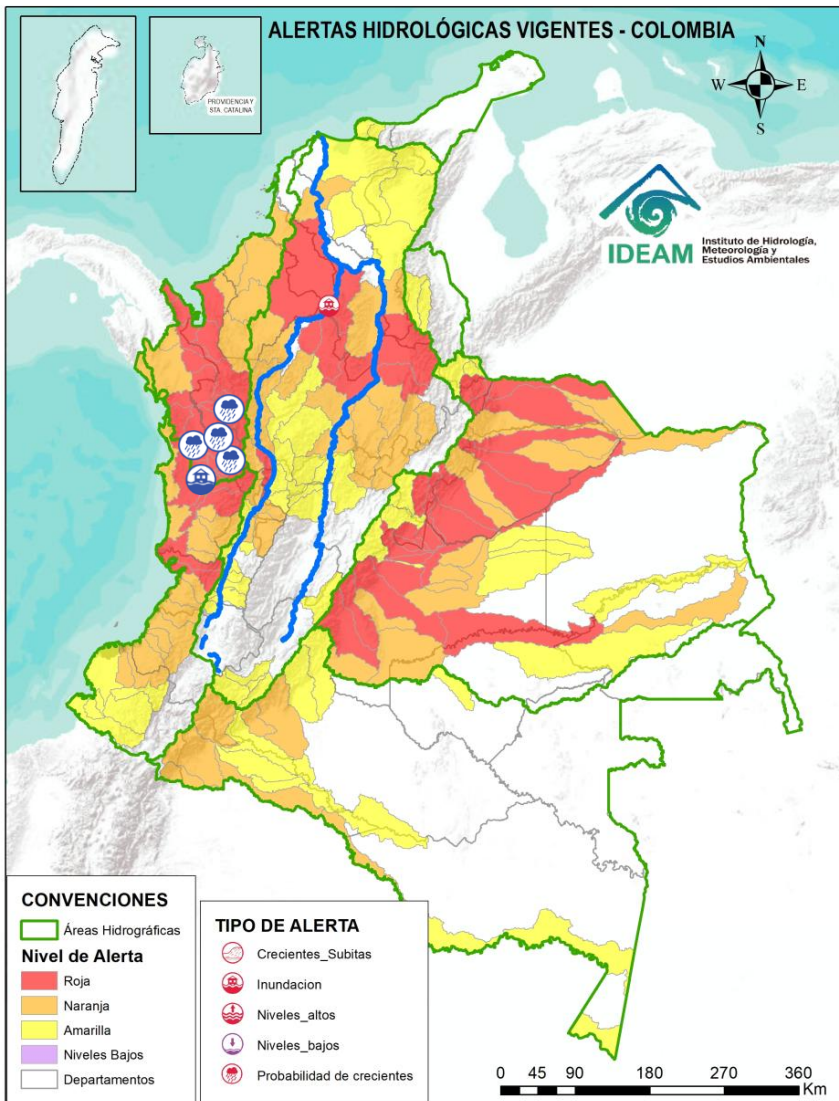 ALERTAS HIDROLÓGICAS VIGENTES - COLOMBIA
PROVIDENCIA Y
STA. CATALINA
N
W E
S
IDEAM
Instituto de Hidrología,
Meteorología y
Estudios Ambientales
CONVENCIONES
Áreas Hidrográficas
Nivel de Alerta
Roja
Naranja
Amarilla
Niveles Bajos
Departamentos
TIPO DE ALERTA
Crecientes_Subitas
Inundacion
Niveles_altos
Niveles_bajos
Probabilidad de crecientes
0 45 90 180 270 360
Km